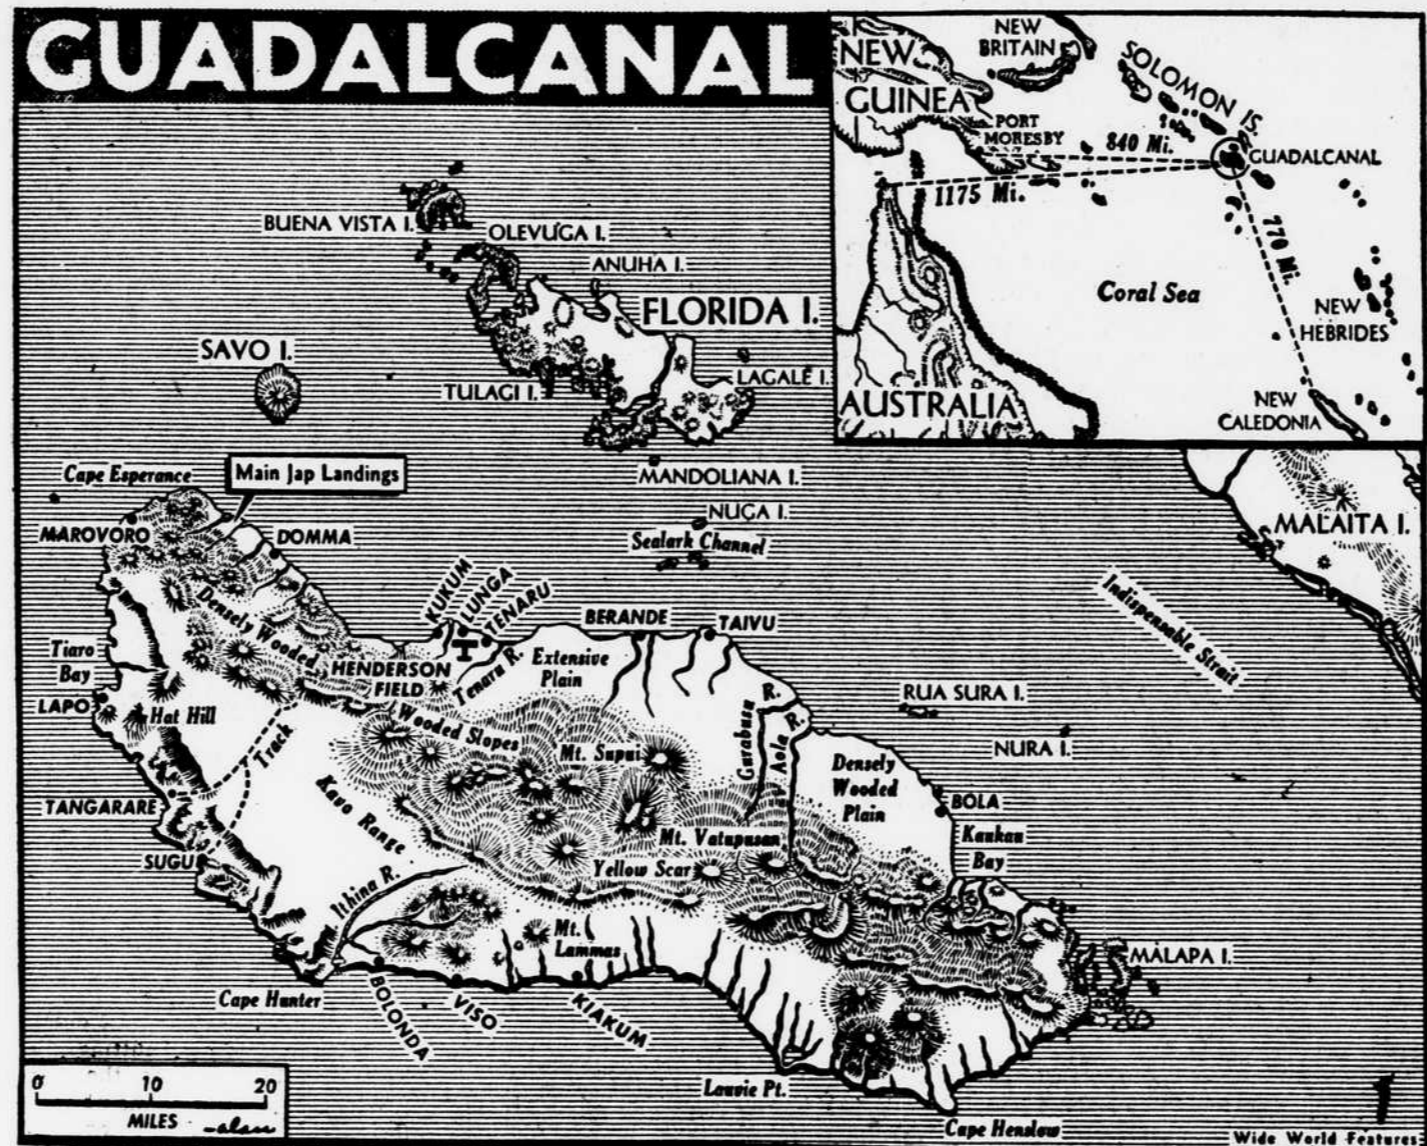 GUADALCANAL
NEW
BRITAIN
NEW
GUINEA
SOLOMON IS.
PORT
MORESBY
840 Mi.
GUADALCANAL
1175 Mi.
770 Mi.
Coral Sea
NEW
HEBRIDES
AUSTRALIA
NEW
CALEDONIA
BUENA VISTA I.
OLEVUGA I.
ANUHA I.
FLORIDA I.
SAVO I.
TULAGI I.
LAGALE I.
MANDOLIANA I.
Cape Esperance
Main Jap Landings
NUGA I.
Sealark Channel
MALAITA I.
MAROVORO
DOMMA
KUKUM
LUNGA
TENARU
BERANDE
TAIVU
Indispensable Strait
Densely Wooded
Tiaro
Bay
HENDERSON
FIELD
Tenaru R.
Extensive
Plain
LAPO
Hat Hill
Track
Wooded Slopes
Mt. Supui
Gurabusu R.
Aola R.
RUA SURA I.
NURA I.
Densely
Wooded
Plain
TANGARARE
Kavo Range
BOLA
Kaukau
Bay
Mt. Vatupusan
Yellow Scar
SUGU
Ithina R.
Mt.
Lammas
MALAPA I.
Cape Hunter
BOLONDA
VISO
KIAKUM
Lauvie Pt.
Cape Henslow
0 10 20
MILES
-alan
Wide World Features